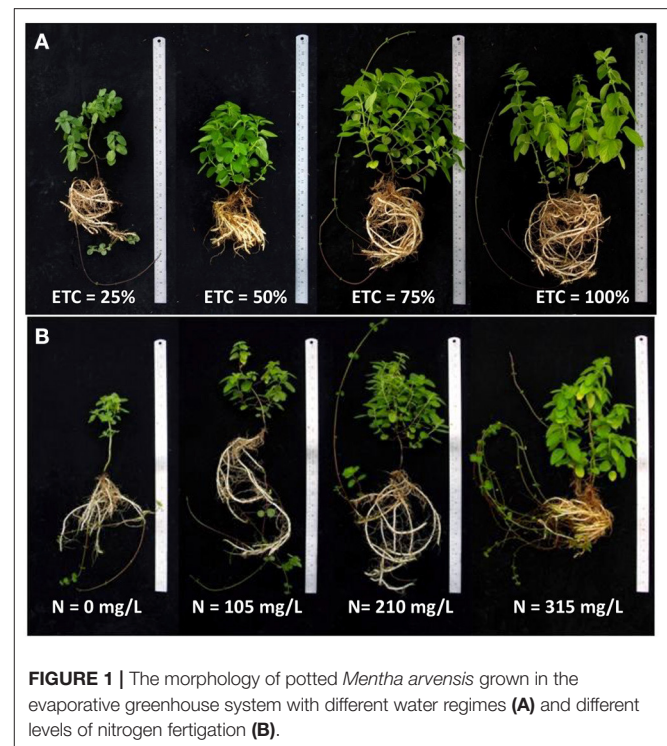 A
ETC = 25% ETC = 50% ETC = 75% ETC = 100%
B
N = 0 mg/L N = 105 mg/L N= 210 mg/L N = 315 mg/L
FIGURE 1 | The morphology of potted Mentha arvensis grown in the
evaporative greenhouse system with different water regimes (A) and different
levels of nitrogen fertigation (B).